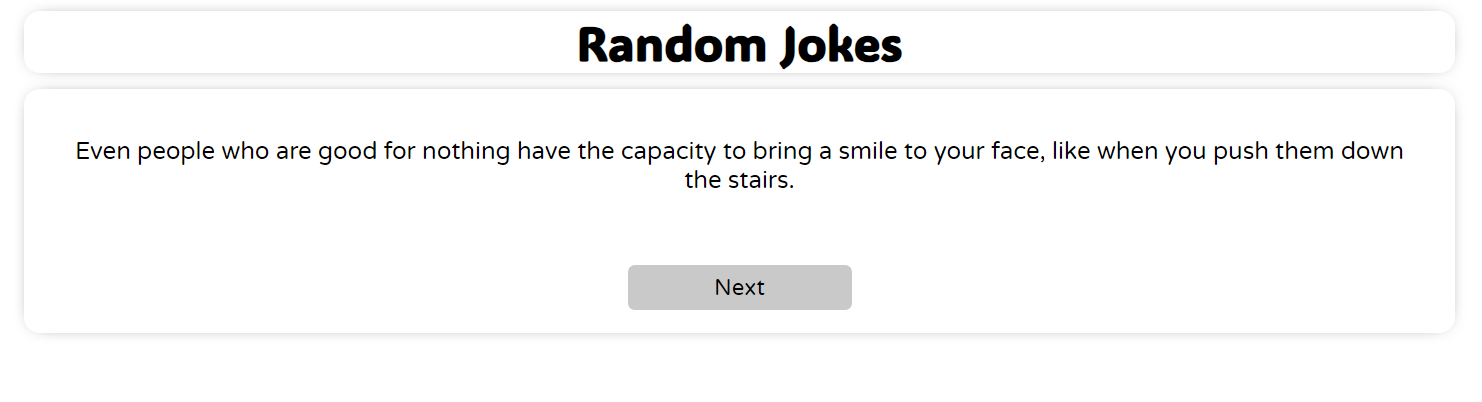 Random Jokes
Even people who are good for nothing have the capacity to bring a smile to your face, like when you push them down
the stairs.
Next